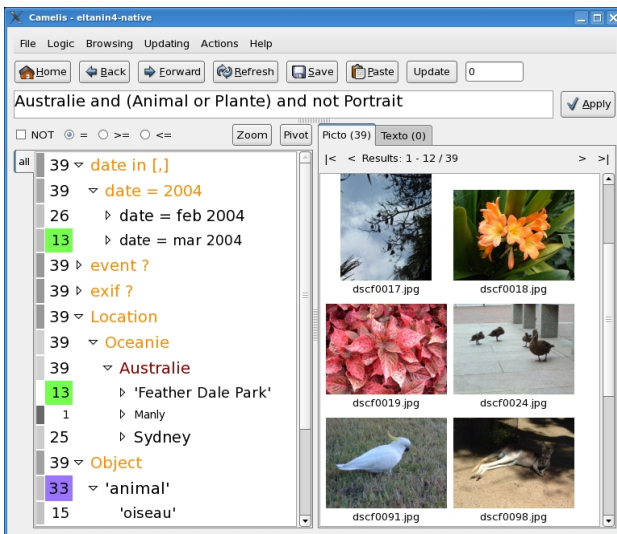 Camelis - eltanin4-native
File Logic Browsing Updating Actions Help
Home Back Forward Refresh Save Paste Update 0
Australie and (Animal or Plante) and not Portrait
Apply
NOT = >= <= Zoom Pivot
Picto (39) Texto (0)
all
|< < Results: 1 - 12 / 39 > >|
39 date in [,]
39 date = 2004
26 date = feb 2004
13 date = mar 2004
39 event ?
39 exif ?
39 Location
39 Oceanie
39 Australie
13 'Feather Dale Park'
1 Manly
25 Sydney
39 Object
33 'animal'
15 'oiseau'
dscf0017.jpg dscf0018.jpg
dscf0019.jpg dscf0024.jpg
dscf0091.jpg dscf0098.jpg